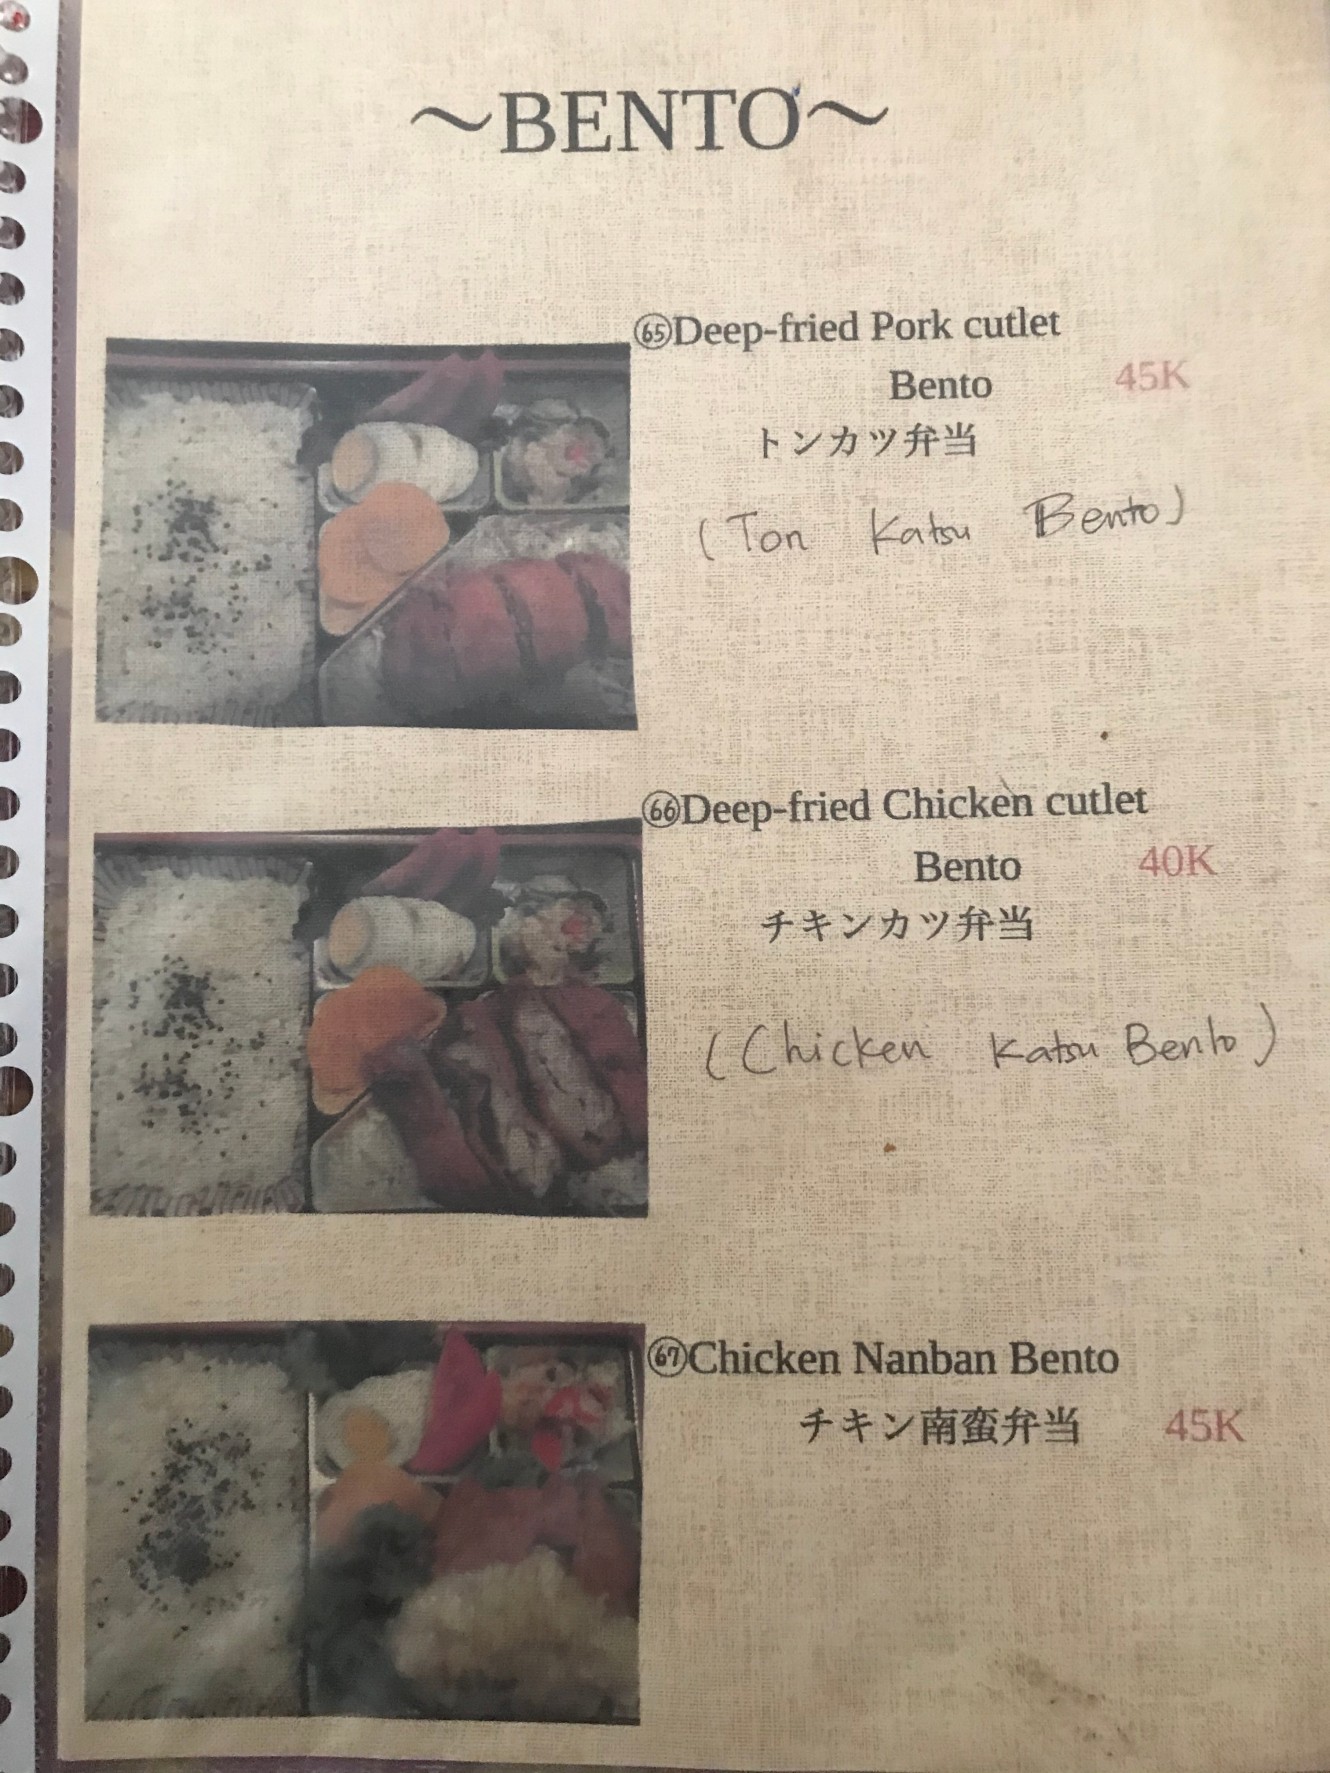 ～BENTO～
㊿Deep-fried Pork cutlet
Bento 45K
トンカツ弁当
(Ton Katsu Bento)
66Deep-fried Chicken cutlet
Bento 40K
チキンカツ弁当
(Chicken Katsu Bento)
67Chicken Nanban Bento
チキン南蛮弁当 45K